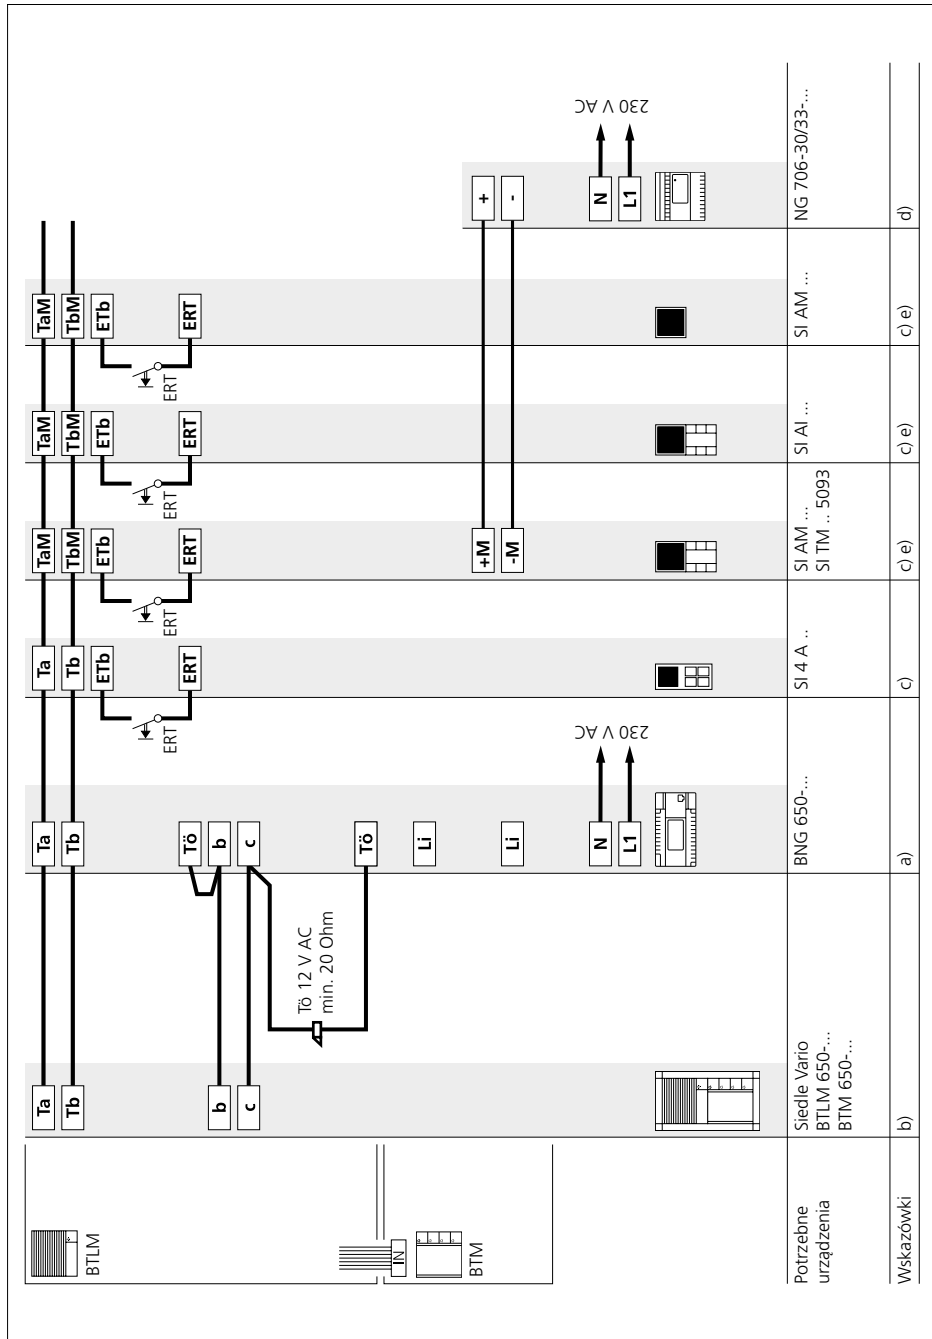 Ta Ta Ta TaM TaM TaM
Tb Tb Tb TbM TbM TbM
BTLM
ETb ETb ETb ETb
ERT ERT ERT ERT
Tö ERT ERT ERT ERT
b b
c c
Tö 12 V AC
min. 20 Ohm
Tö
IN
Li
BTM
+M +
Li -M -
N N
L1 L1
230 V AC
230 V AC
Potrzebne
urządzenia
Siedle Vario
BTLM 650-...
BTM 650-...
BNG 650-...
SI 4 A ..
SI AM ...
SI TM .. 5093
SI AI ...
SI AM ...
NG 706-30/33-...
Wskazówki
b)
a)
c)
c) e)
c) e)
c) e)
d)